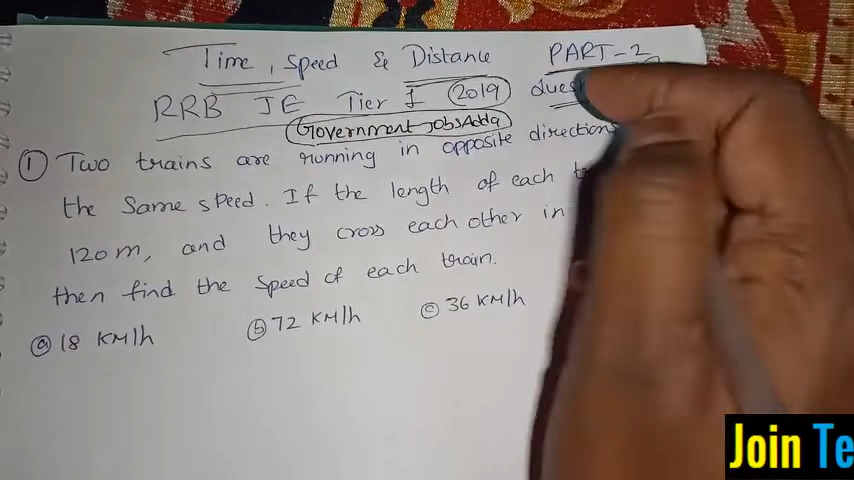 Time, Speed & Distance PART-2
RRB JE Tier I 2019
Government JobsAdda
① Two trains are running in opposite directions
the Same speed. If the length of each
120m, and they cross each other in
then find the speed of each train.
ⓐ 18 KM/h ⓑ 72 KM/h ⓒ 36 KM/h
Join Te